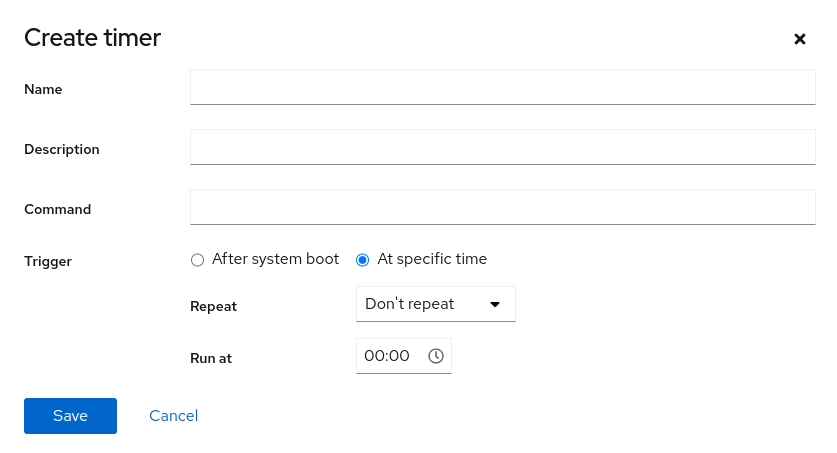 Create timer
Name
Description
Command
Trigger
After system boot
At specific time
Repeat
Don't repeat
Run at
00:00
Save
Cancel